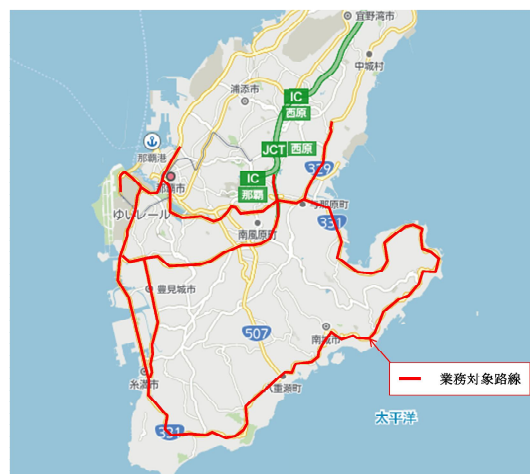 宜野湾市
中城村
浦添市
IC
西原
JCT 西原
329
那覇港
那覇市
IC
那覇
ゆいレール
与那原町
331
南風原町
豊見城市
507
南城市
糸満市
八重瀬町
331
業務対象路線
太平洋